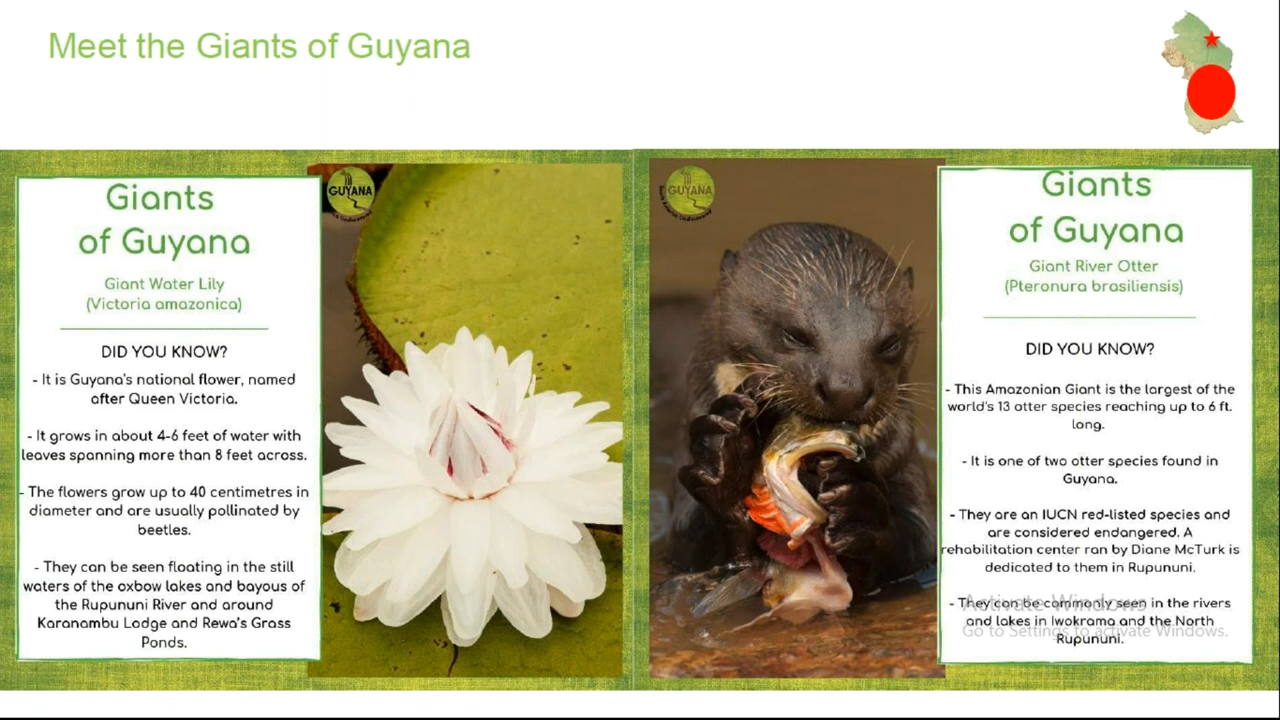 Meet the Giants of Guyana
Giants
of Guyana
Giant Water Lily
(Victoria amazonica)
DID YOU KNOW?
- It is Guyana's national flower, named
after Queen Victoria.
- It grows in about 4-6 feet of water with
leaves spanning more than 8 feet across.
- The flowers grow up to 40 centimetres in
diameter and are usually pollinated by
beetles.
- They can be seen floating in the still
waters of the oxbow lakes and bayous of
the Rupununi River and around
Karanambu Lodge and Rewa's Grass
Ponds.
GUYANA
GUYANA
Giants
of Guyana
Giant River Otter
(Pteronura brasiliensis)
DID YOU KNOW?
- This Amazonian Giant is the largest of the
world's 13 otter species reaching up to 6 ft.
long.
- It is one of two otter species found in
Guyana.
- They are an IUCN red-listed species and
are considered endangered. A
rehabilitation center ran by Diane McTurk is
dedicated to them in Rupununi.
- They can be commonly seen in the rivers
and lakes in Iwokrama and the North
Rupununi.
Activate Windows
Go to Settings to activate Windows.